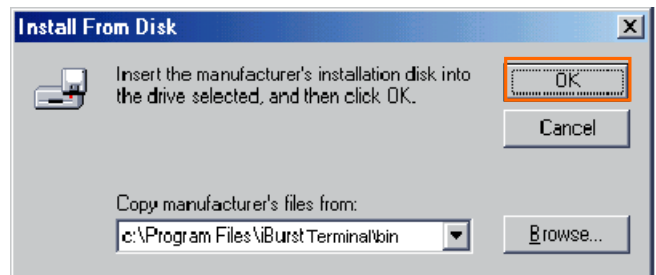 Install From Disk
Insert the manufacturer's installation disk into
the drive selected, and then click OK.
OK
Cancel
Copy manufacturer's files from:
c:\Program Files\iBurst Terminal\bin
Browse...